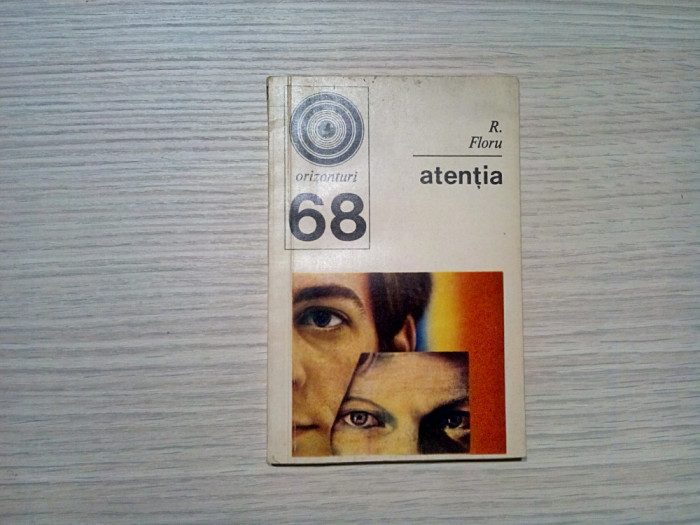 orizonturi
68
R.
Floru
atenția